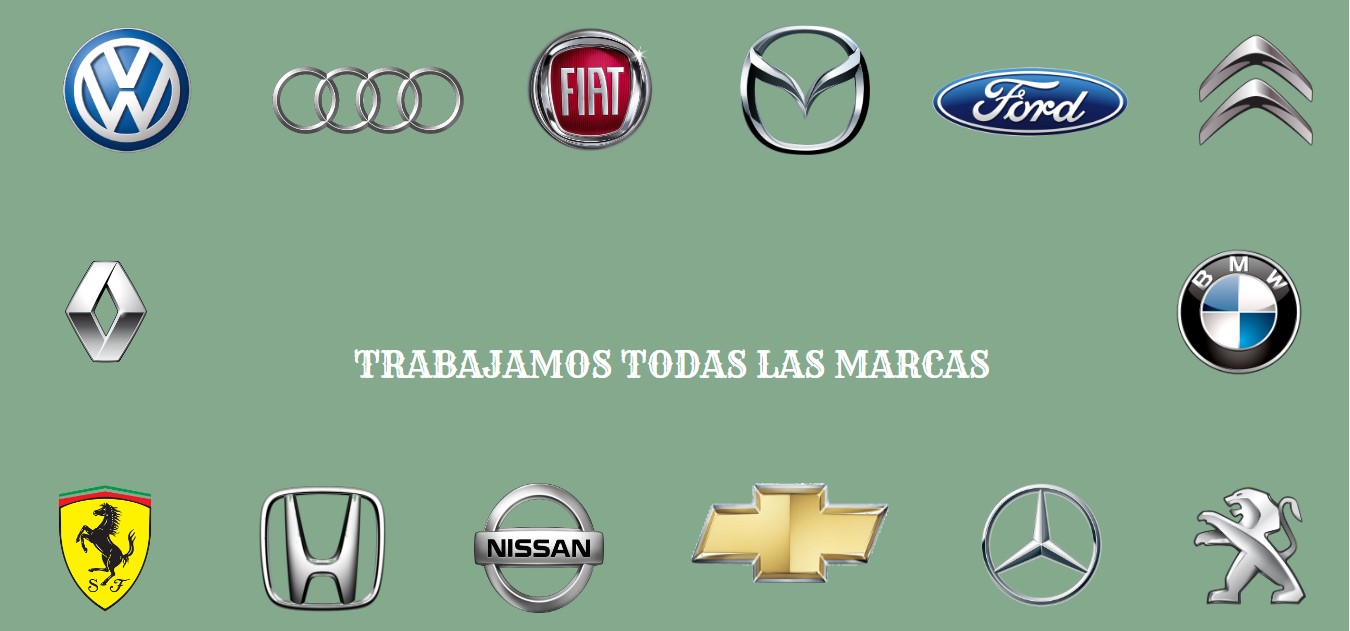 FIAT
Ford
BMW
TRABAJAMOS TODAS LAS MARCAS
S F
NISSAN